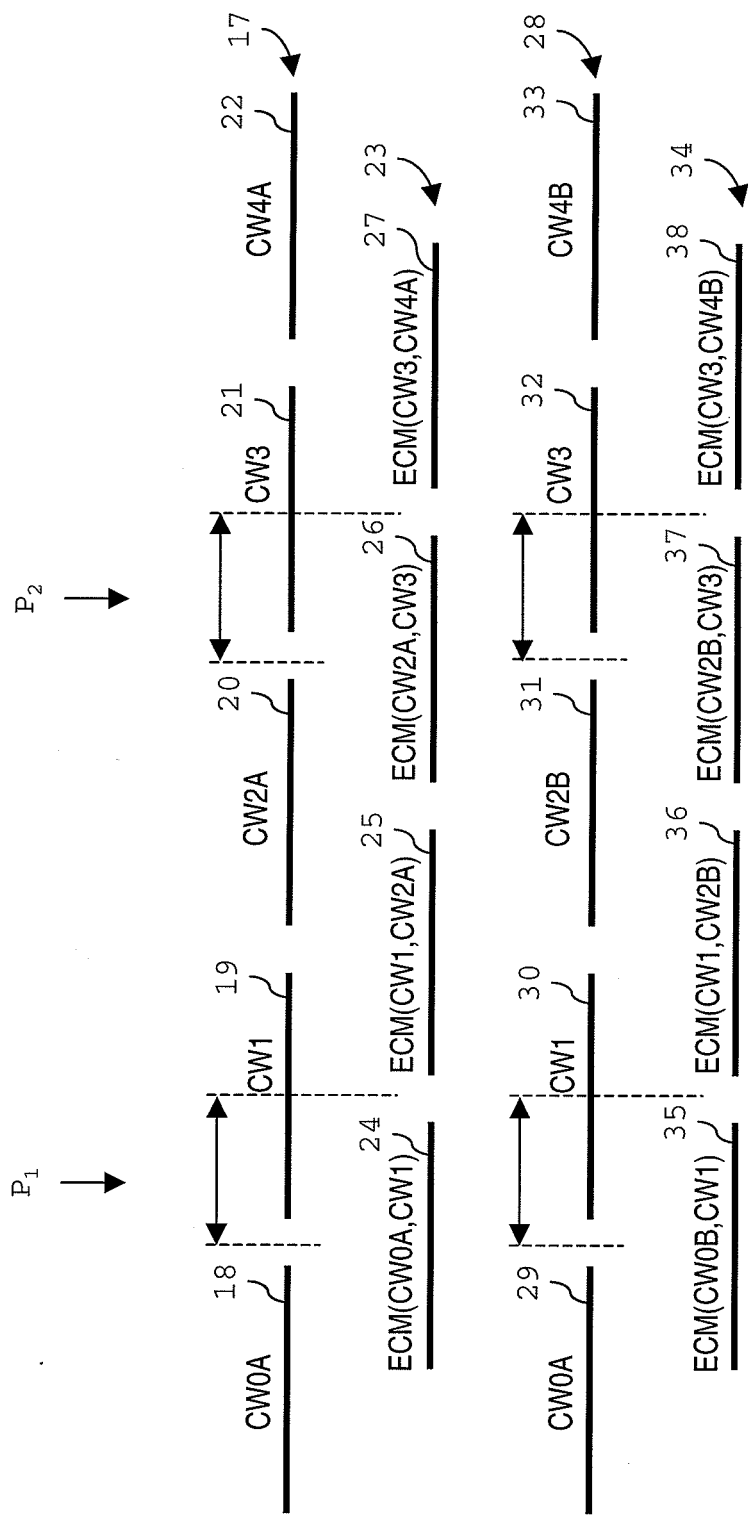 P1
P2
18
19
20
21
22
17
CW0A
CW1
CW2A
CW3
CW4A
24
25
26
27
23
ECM(CW0A,CW1)
ECM(CW1,CW2A)
ECM(CW2A,CW3)
ECM(CW3,CW4A)
29
30
31
32
33
28
CW0A
CW1
CW2B
CW3
CW4B
35
36
37
38
34
ECM(CW0B,CW1)
ECM(CW1,CW2B)
ECM(CW2B,CW3)
ECM(CW3,CW4B)